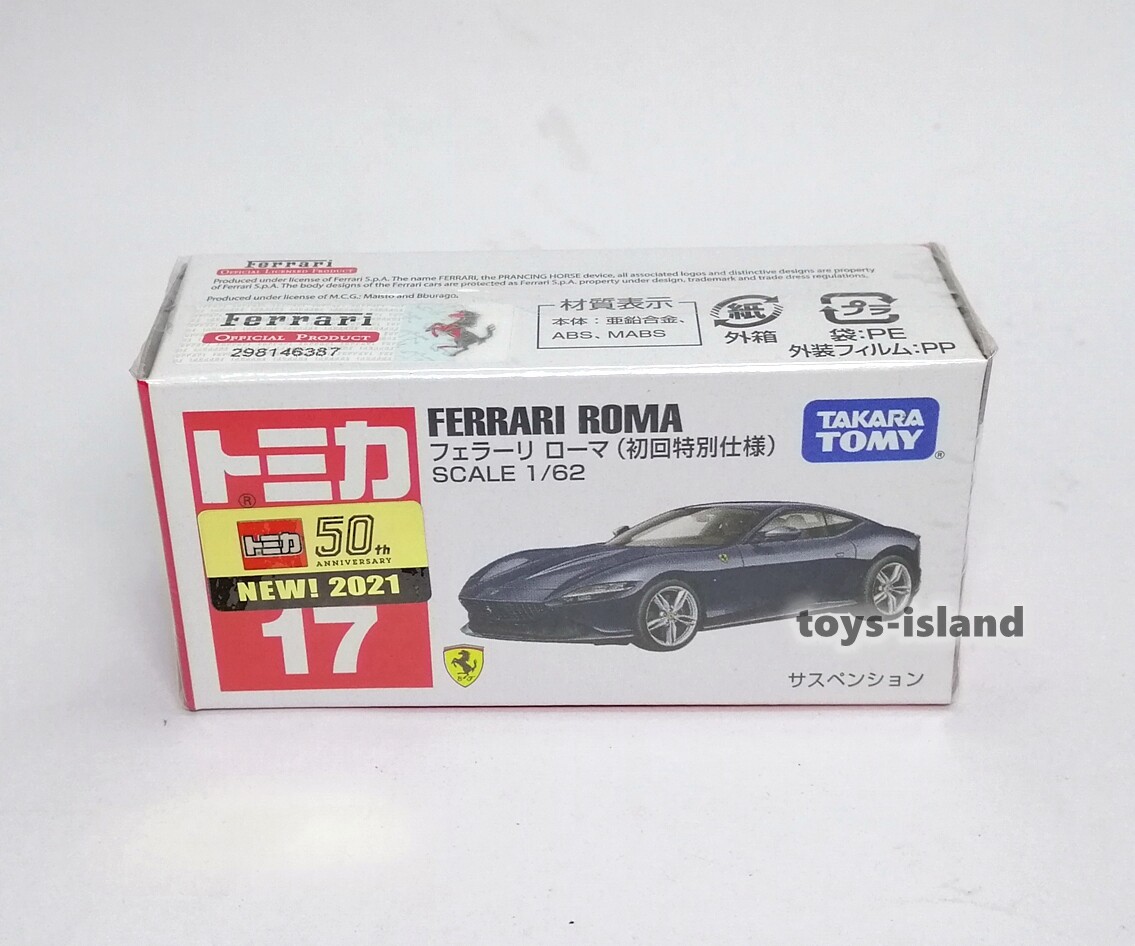 Ferrari
OFFICIAL LICENSED PRODUCT
Produced under license of Ferrari S.p.A. The name FERRARI, the PRANCING HORSE device, all associated logos and distinctive designs are property
of Ferrari S.p.A. The body designs of the Ferrari cars are protected as Ferrari S.p.A. property under design, trademark and trade dress regulations.
Produced under license of M.C.G.: Maisto and Bburago.
Ferrari
OFFICIAL PRODUCT
298146387
材質表示
本体：亜鉛合金、
ABS、MABS
紙
外箱
プラ
袋:PE
外装フィルム:PP
トミカ
®
トミカ
50th
ANNIVERSARY
NEW! 2021
17
FERRARI ROMA
フェラーリ ローマ（初回特別仕様）
SCALE 1/62
TAKARA
TOMY
®
toys-island
サスペンション